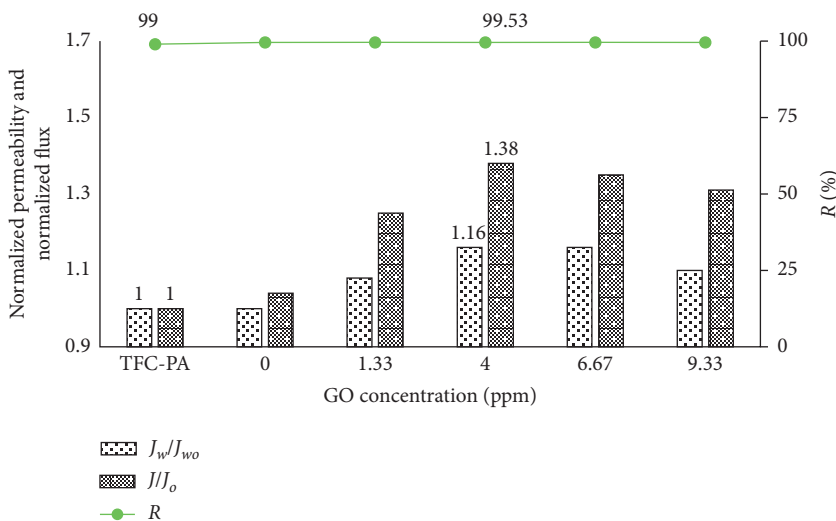 99
99.53
1.7
1.5
1.3
1.1
0.9
Normalized permeability and
normalized flux
100
75
50
25
0
R (%)
1
1
1.16
1.38
TFC-PA
0
1.33
4
6.67
9.33
GO concentration (ppm)
Jw/Jwo
J/Jo
R